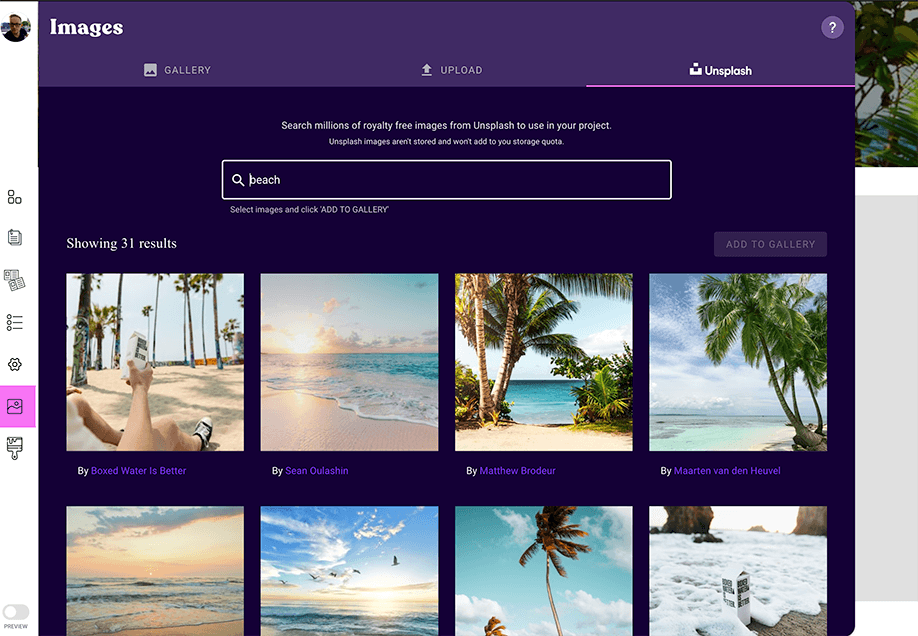 Images
?
GALLERY
UPLOAD
Unsplash
Search millions of royalty free images from Unsplash to use in your project.
Unsplash images aren't stored and won't add to you storage quota.
beach
Select images and click 'ADD TO GALLERY'
Showing 31 results
ADD TO GALLERY
By Boxed Water Is Better
By Sean Oulashin
By Matthew Brodeur
By Maarten van den Heuvel
PREVIEW